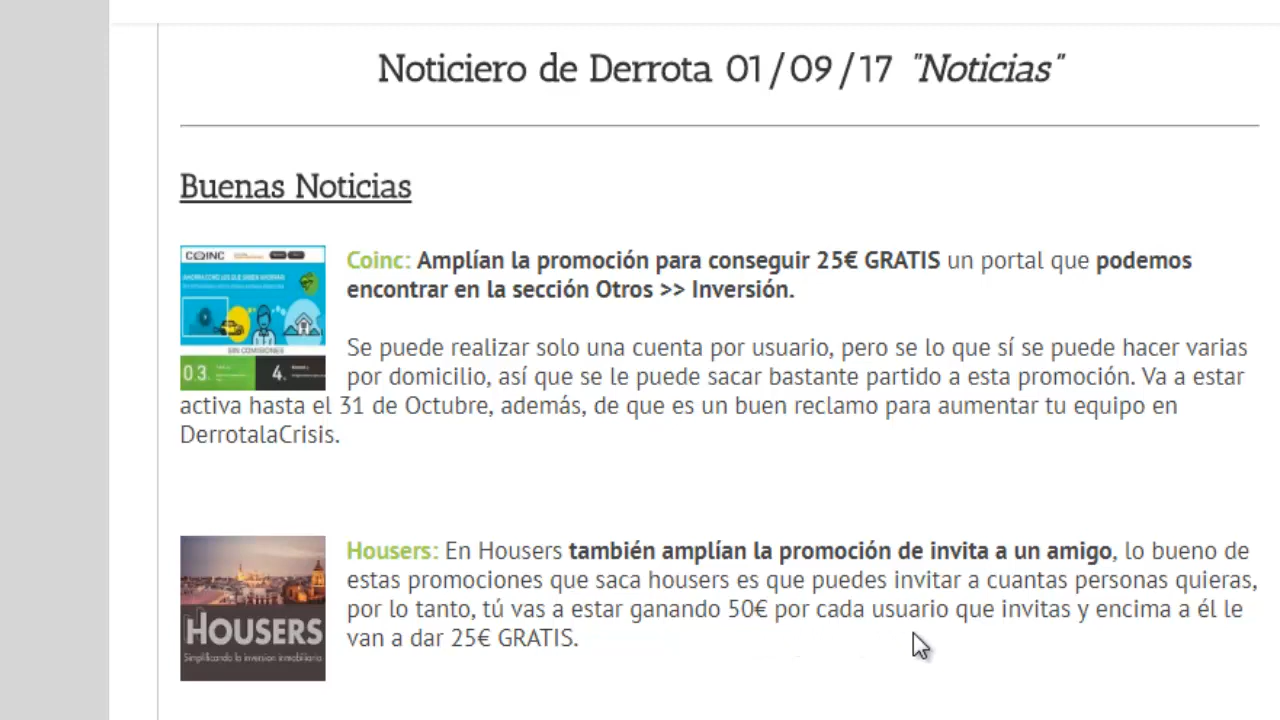 Noticiero de Derrota 01/09/17 "Noticias"
Buenas Noticias
COINC
SIN COMISIONES
0.3
4
Coinc: Amplían la promoción para conseguir 25€ GRATIS un portal que podemos
encontrar en la sección Otros >> Inversión.
Se puede realizar solo una cuenta por usuario, pero se lo que sí se puede hacer varias
por domicilio, así que se le puede sacar bastante partido a esta promoción. Va a estar
activa hasta el 31 de Octubre, además, de que es un buen reclamo para aumentar tu equipo en
DerrotalaCrisis.
HOUSERS
Simplificando la inversion inmobiliaria
Housers: En Housers también amplían la promoción de invita a un amigo, lo bueno de
estas promociones que saca housers es que puedes invitar a cuantas personas quieras,
por lo tanto, tú vas a estar ganando 50€ por cada usuario que invitas y encima a él le
van a dar 25€ GRATIS.